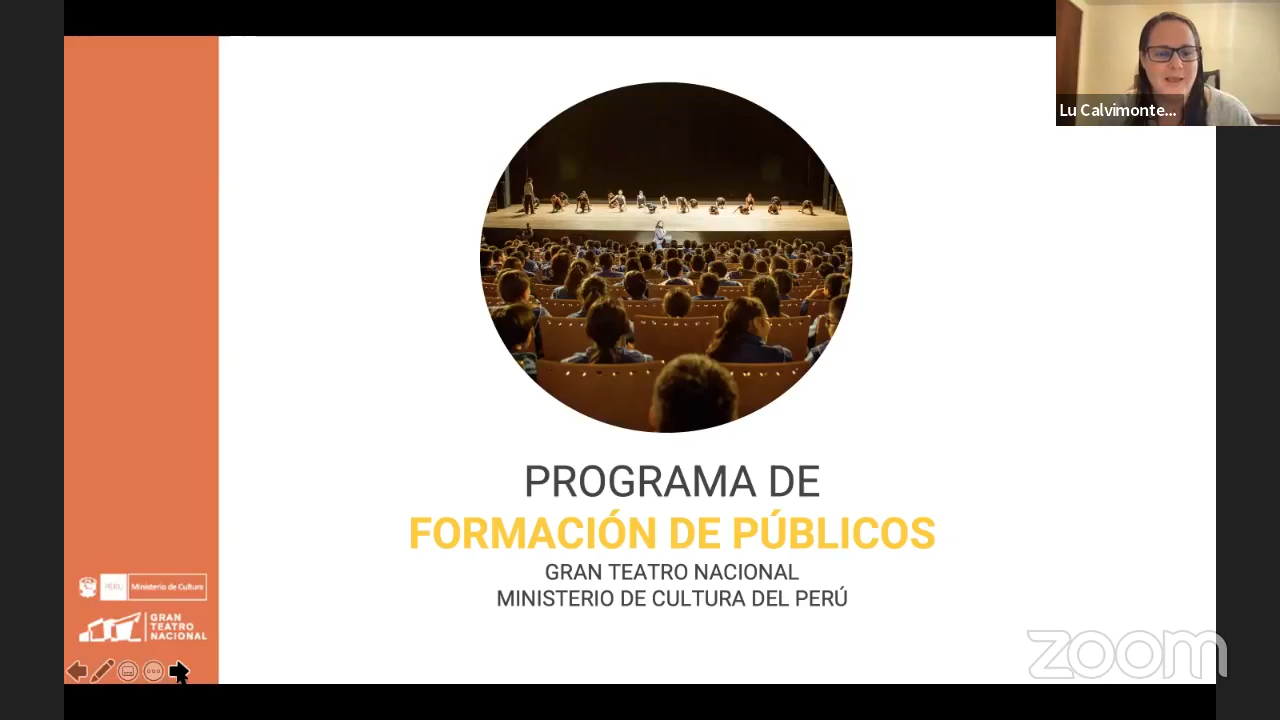 Lu Calvimonte...
PROGRAMA DE
FORMACIÓN DE PÚBLICOS
GRAN TEATRO NACIONAL
MINISTERIO DE CULTURA DEL PERÚ
PERÚ
Ministerio de Cultura
GRAN
TEATRO
NACIONAL
zoom